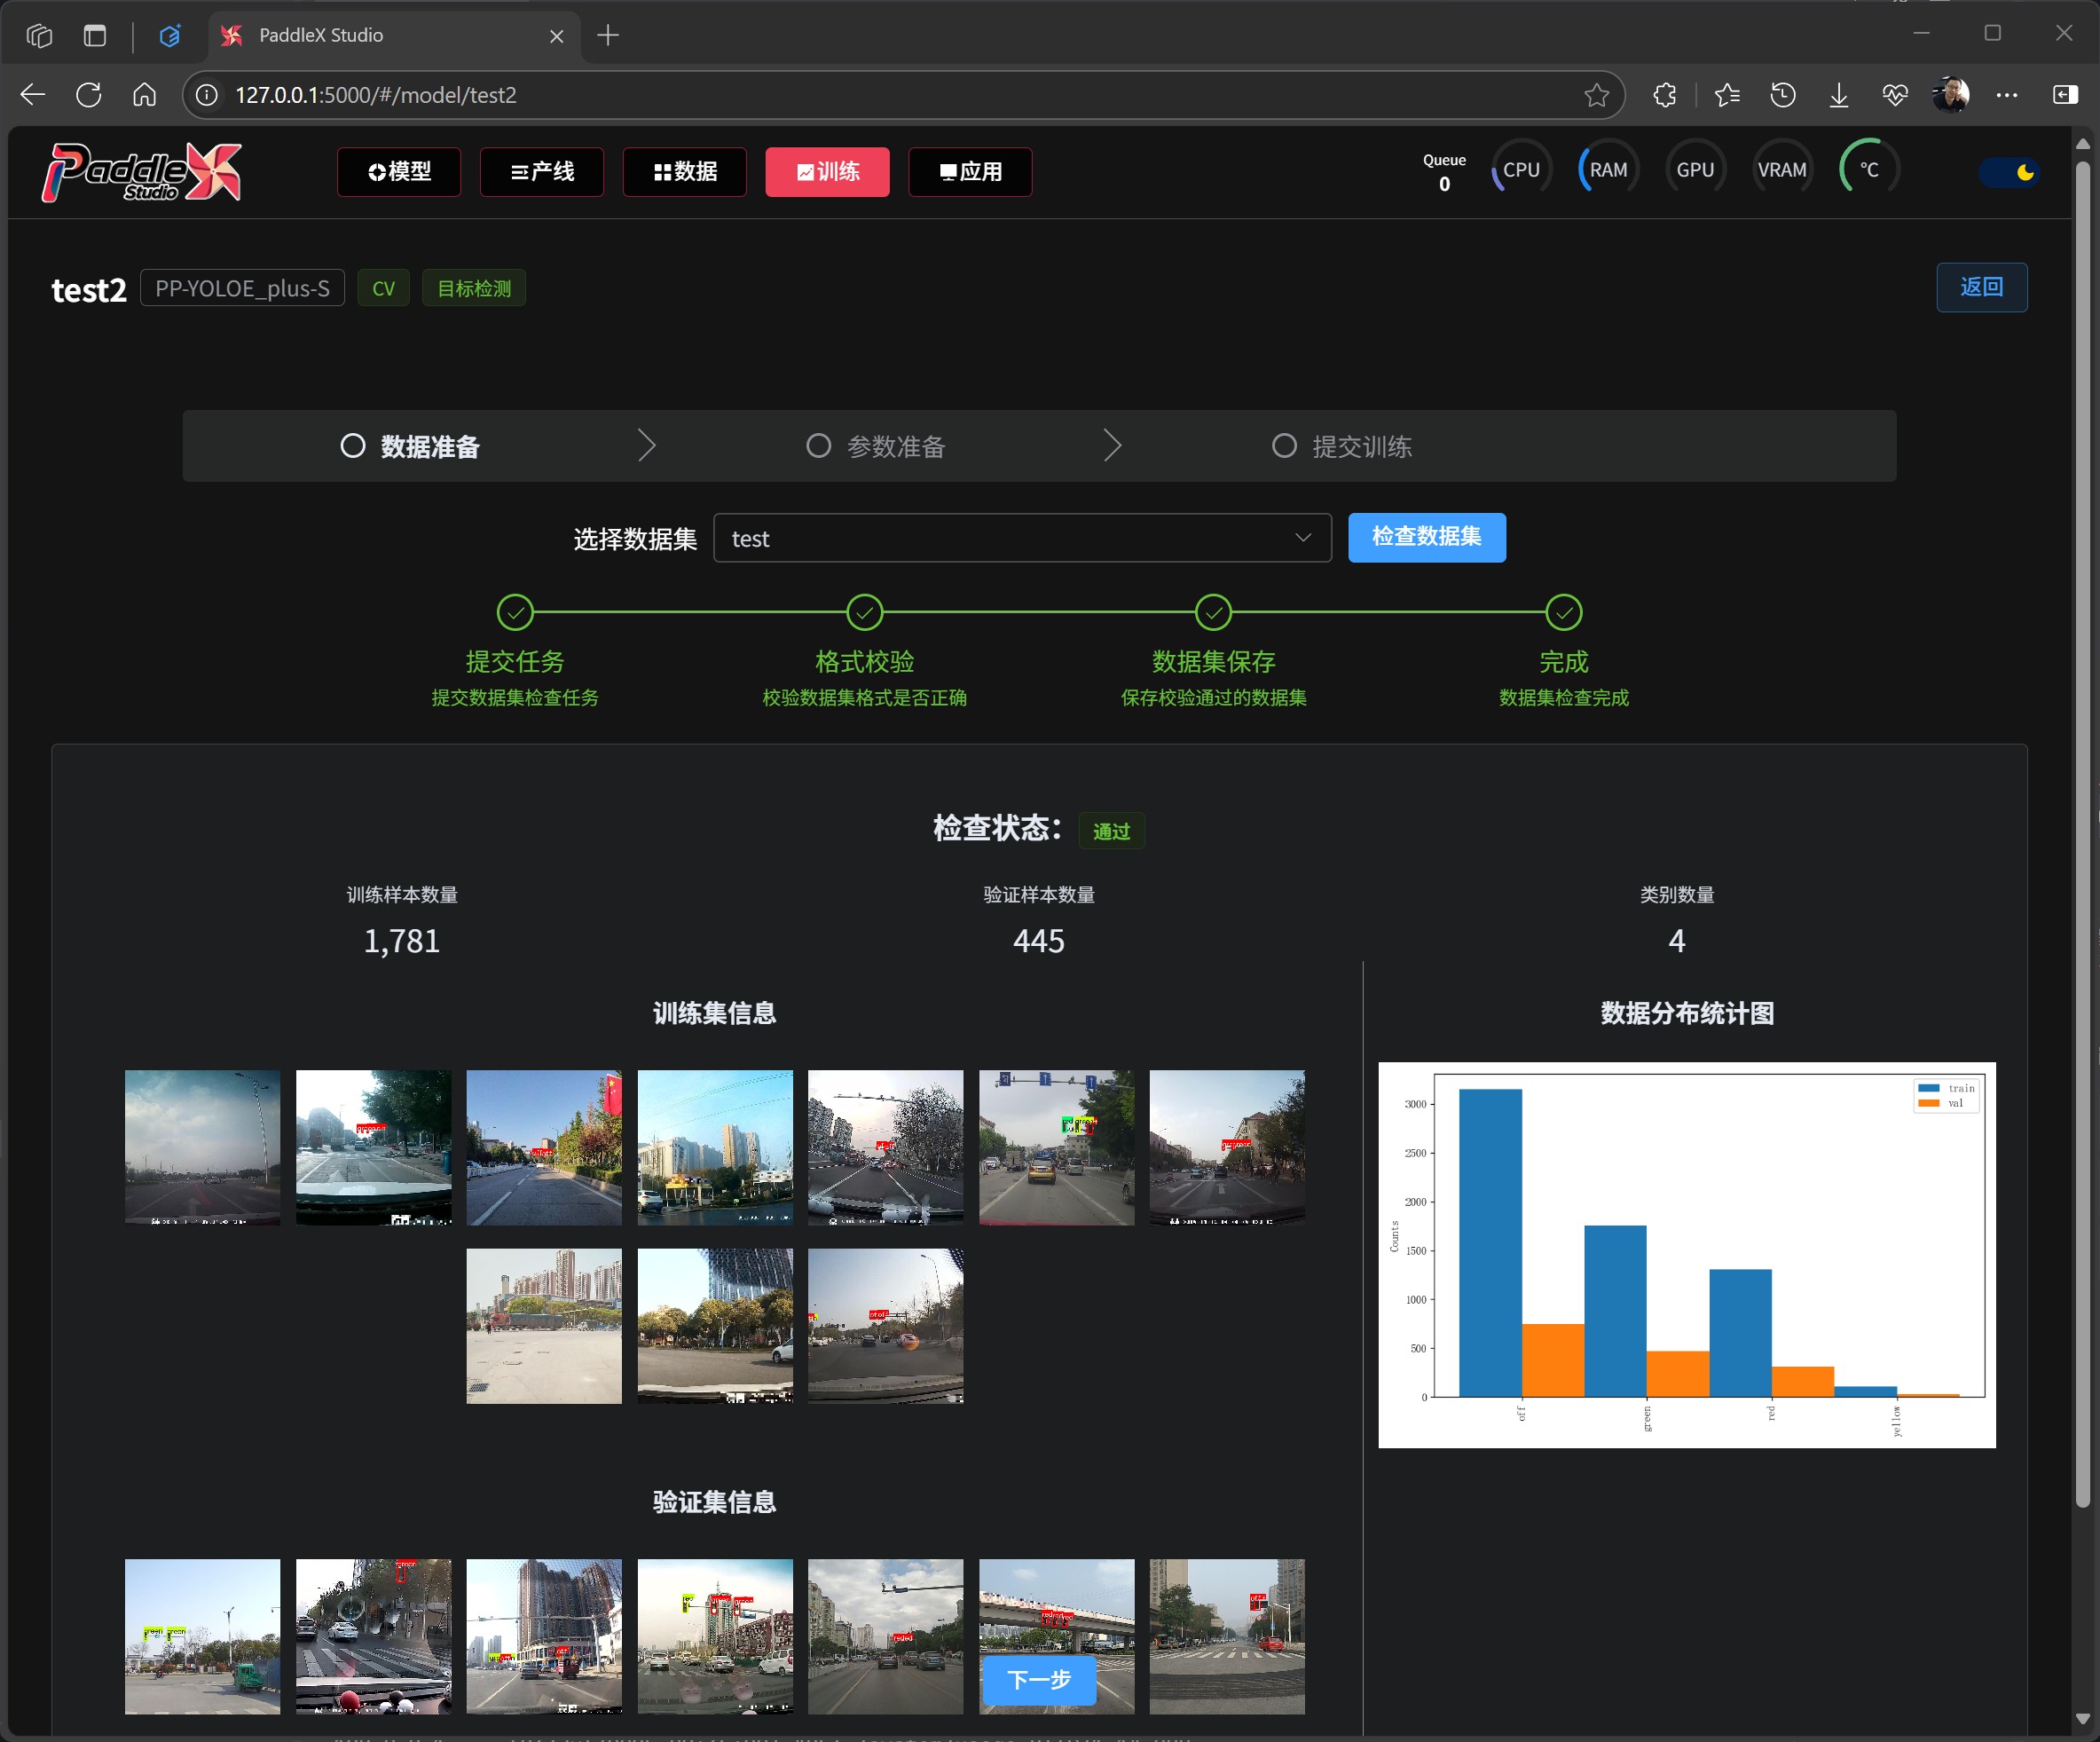 PaddleX Studio
127.0.0.1:5000/#/model/test2
PaddleX Studio
模型
产线
数据
训练
应用
Queue
0
CPU
RAM
GPU
VRAM
°C
test2
PP-YOLOE_plus-S
CV
目标检测
返回
数据准备
参数准备
提交训练
选择数据集
test
检查数据集
提交任务
格式校验
数据集保存
完成
提交数据集检查任务
校验数据集格式是否正确
保存校验通过的数据集
数据集检查完成
检查状态：
通过
训练样本数量
验证样本数量
类别数量
1,781
445
4
训练集信息
数据分布统计图
train
val
3000
2500
2000
1500
1000
500
0
Counts
off
green
red
yellow
验证集信息
green
green
下一步